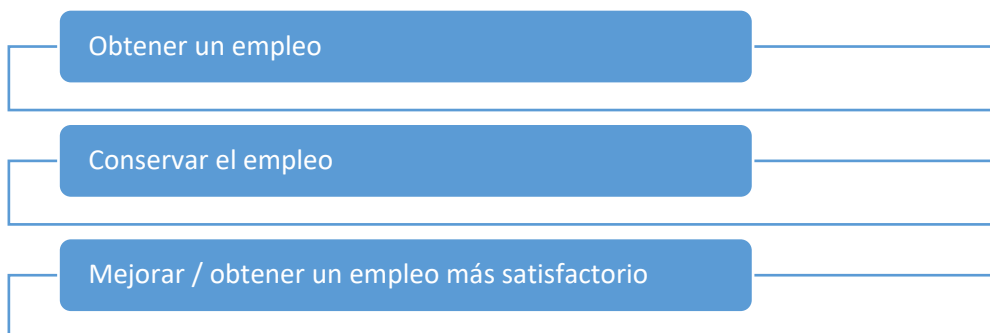 Obtener un empleo
Conservar el empleo
Mejorar / obtener un empleo más satisfactorio